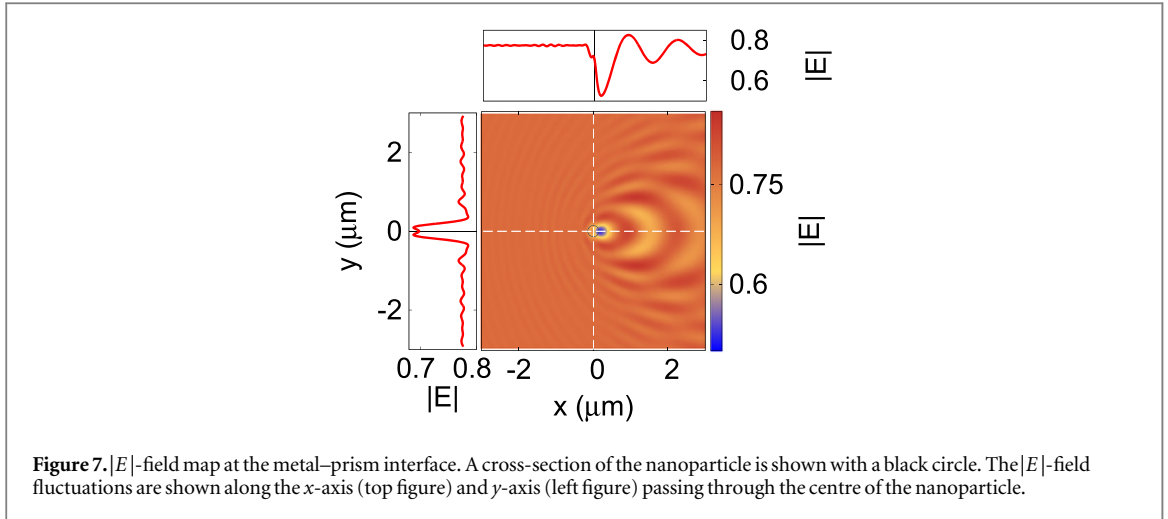 0.8
0.6
|E|
2
0
-2
y (μm)
0.75
0.6
|E|
0.7 0.8 -2 0 2
|E|
x (μm)
Figure 7. |E|-field map at the metal–prism interface. A cross-section of the nanoparticle is shown with a black circle. The |E|-field
fluctuations are shown along the x-axis (top figure) and y-axis (left figure) passing through the centre of the nanoparticle.